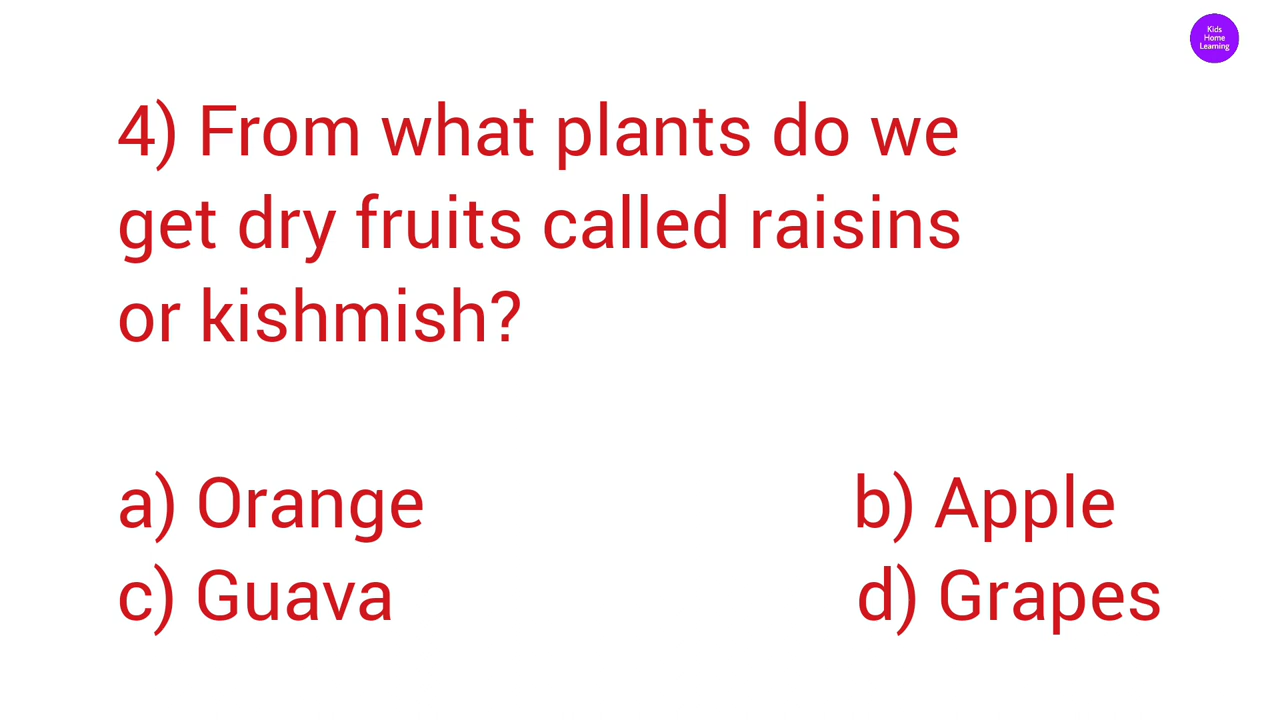 Kids
Home
Learning
4) From what plants do we
get dry fruits called raisins
or kishmish?
a) Orange b) Apple
c) Guava d) Grapes